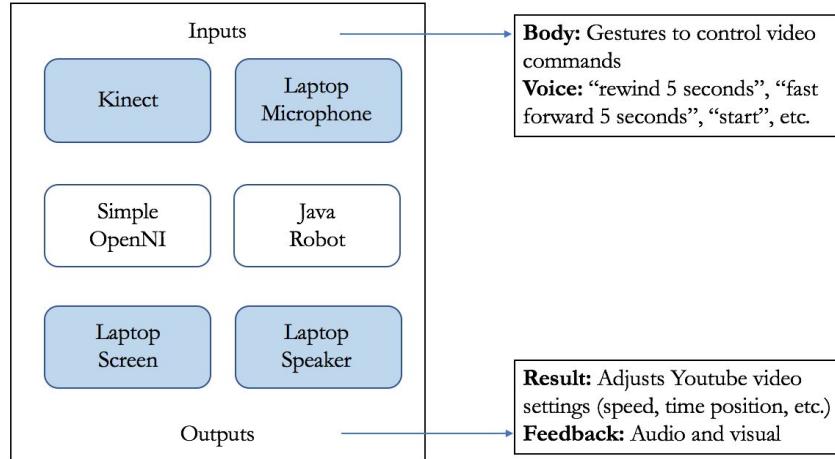 Inputs
Kinect
Laptop
Microphone
Simple
OpenNI
Java
Robot
Laptop
Screen
Laptop
Speaker
Outputs
Body: Gestures to control video
commands
Voice: “rewind 5 seconds”, “fast
forward 5 seconds”, “start”, etc.
Result: Adjusts Youtube video
settings (speed, time position, etc.)
Feedback: Audio and visual